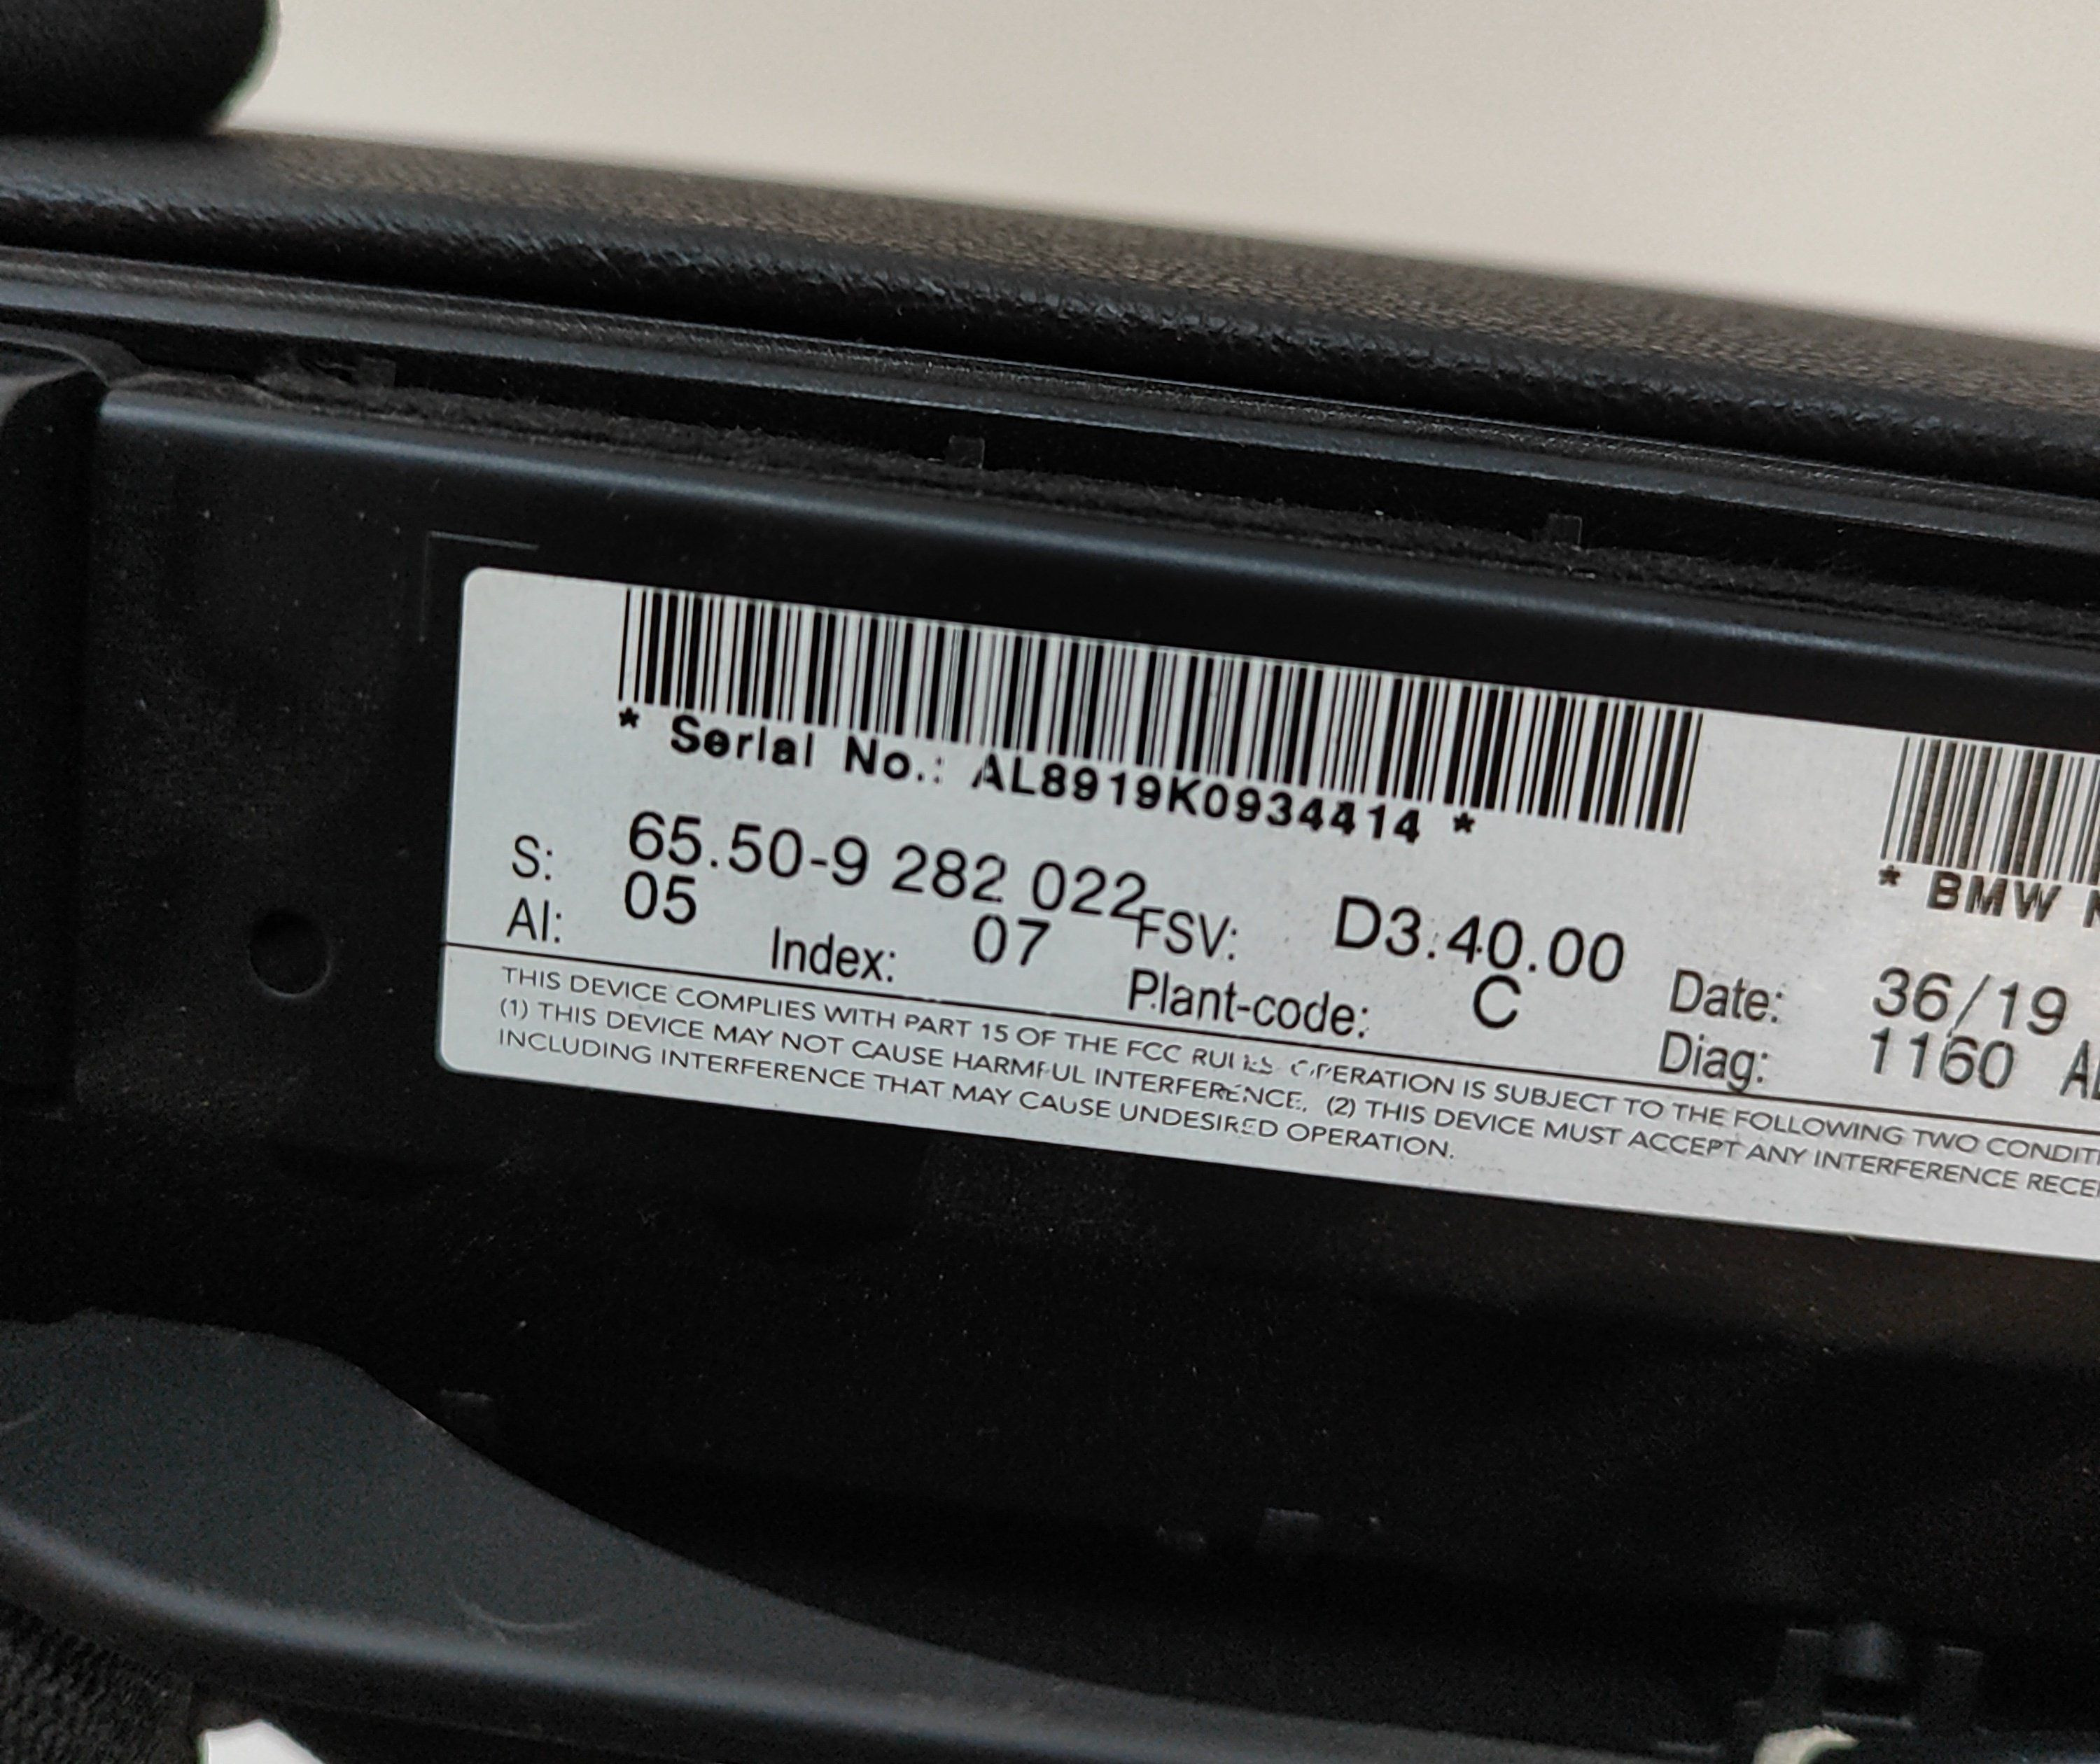 * Serial No.: AL8919K0934414 *
* BMW
S: 65.50-9 282 022 FSV: D3.40.00 Date: 36/19
AI: 05 Index: 07 Plant-code: C Diag: 1160
THIS DEVICE COMPLIES WITH PART 15 OF THE FCC RULES. OPERATION IS SUBJECT TO THE FOLLOWING TWO CONDITI
(1) THIS DEVICE MAY NOT CAUSE HARMFUL INTERFERENCE, (2) THIS DEVICE MUST ACCEPT ANY INTERFERENCE RECEI
INCLUDING INTERFERENCE THAT MAY CAUSE UNDESIRED OPERATION.